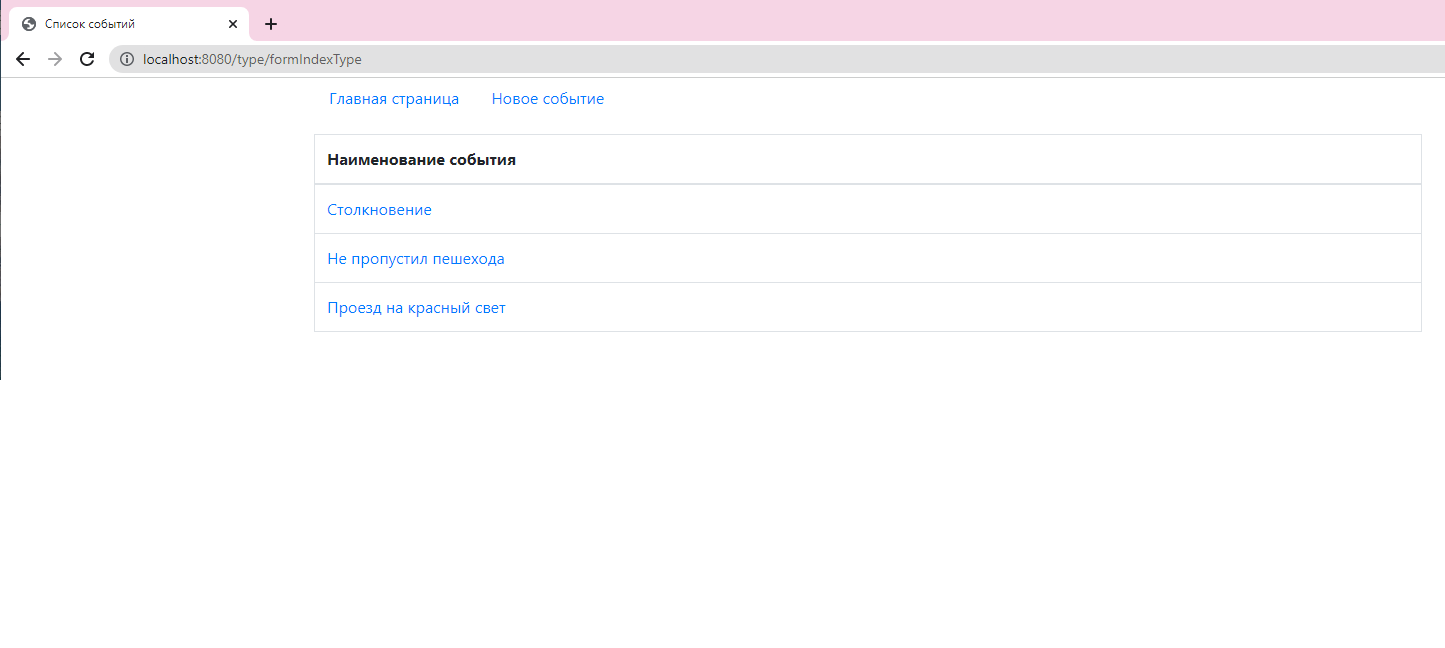 Список событий
localhost:8080/type/formIndexType
Главная страница Новое событие
Наименование события
Столкновение
Не пропустил пешехода
Проезд на красный свет